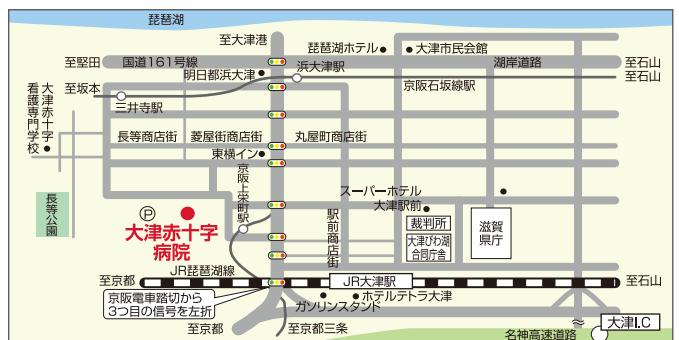 琵琶湖
至大津港
琵琶湖ホテル
大津市民会館
至堅田
国道161号線
湖岸道路
至石山
明日都浜大津
浜大津駅
至石山
至坂本
京阪石坂線駅
三井寺駅
大津赤十字
看護専門学校
長等商店街
菱屋街商店街
丸屋町商店街
東横イン
京阪上栄町駅
スーパーホテル
大津駅前
長等公園
P
大津赤十字
病院
駅前商店街
裁判所
大津びわ湖
合同庁舎
滋賀
県庁
JR琵琶湖線
至京都
JR大津駅
至石山
京阪電車踏切から
3つ目の信号を左折
ホテルテトラ大津
ガソリンスタンド
至京都
至京都三条
大津I.C
名神高速道路